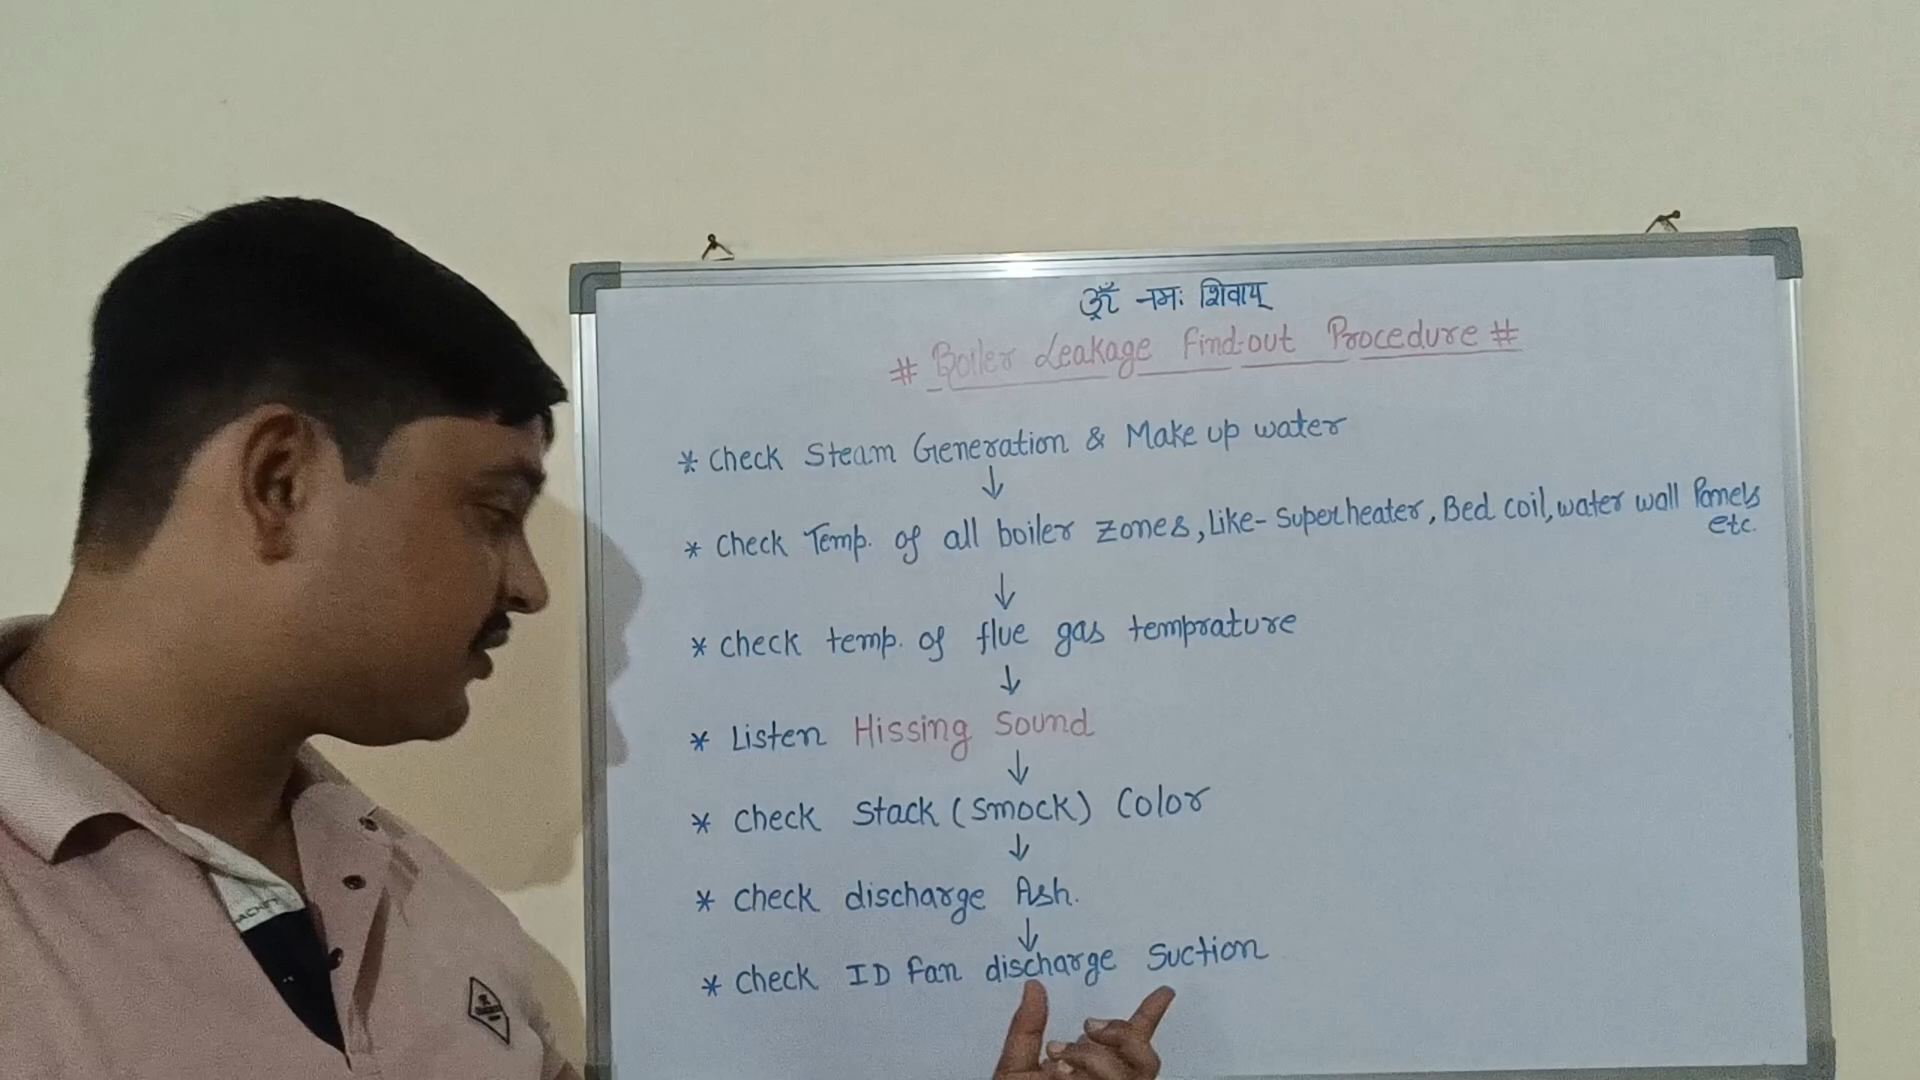 ॐ नमः शिवाय्
# Boiler Leakage Find-out Procedure #
* Check Steam Generation & Make up water
↓
* Check Temp. of all boiler zones, Like- Superheater, Bed coil, water wall Panels
etc.
↓
* Check temp. of flue gas temprature
↓
* Listen Hissing Sound
↓
* Check Stack (Smock) Color
↓
* Check discharge Ash.
↓
* Check ID fan discharge Suction